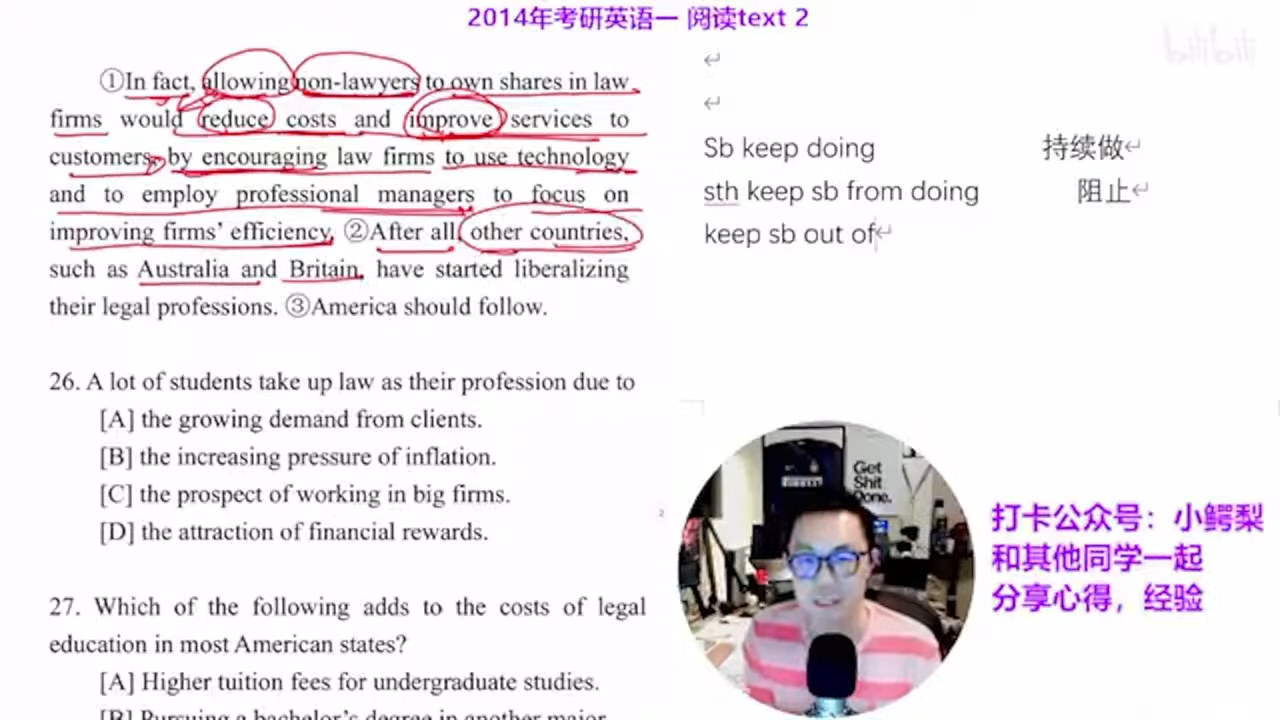 2014年考研英语一 阅读text 2
bilibili
①In fact, allowing non-lawyers to own shares in law
firms would reduce costs and improve services to
customers, by encouraging law firms to use technology
and to employ professional managers to focus on
improving firms' efficiency. ②After all, other countries,
such as Australia and Britain, have started liberalizing
their legal professions. ③America should follow.
26. A lot of students take up law as their profession due to
[A] the growing demand from clients.
[B] the increasing pressure of inflation.
[C] the prospect of working in big firms.
[D] the attraction of financial rewards.
27. Which of the following adds to the costs of legal
education in most American states?
[A] Higher tuition fees for undergraduate studies.
[B] Pursuing a bachelor's degree in another major.
Sb keep doing 持续做
sth keep sb from doing 阻止
keep sb out of
Get
Shit
Done.
打卡公众号：小鳄梨
和其他同学一起
分享心得，经验